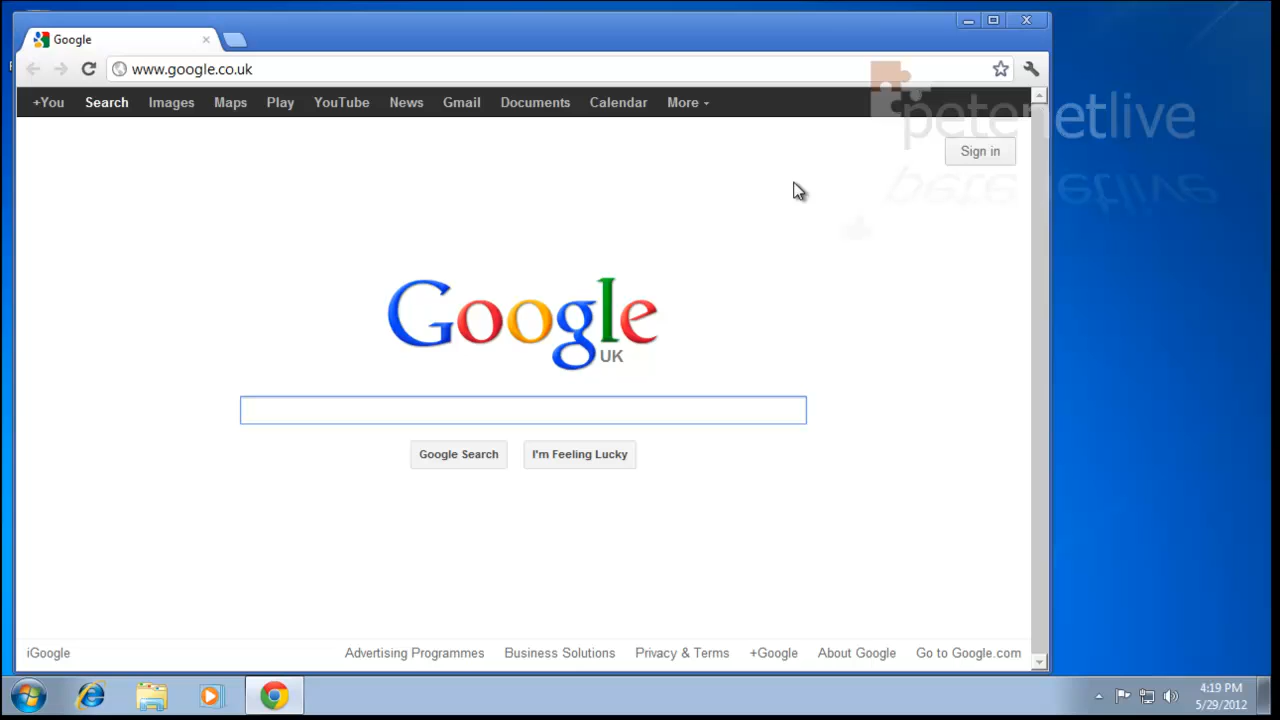 Google
www.google.co.uk
+You Search Images Maps Play YouTube News Gmail Documents Calendar More
petenetlive
Sign in
Google
UK
Google Search I'm Feeling Lucky
iGoogle Advertising Programmes Business Solutions Privacy & Terms +Google About Google Go to Google.com
4:19 PM
5/29/2012